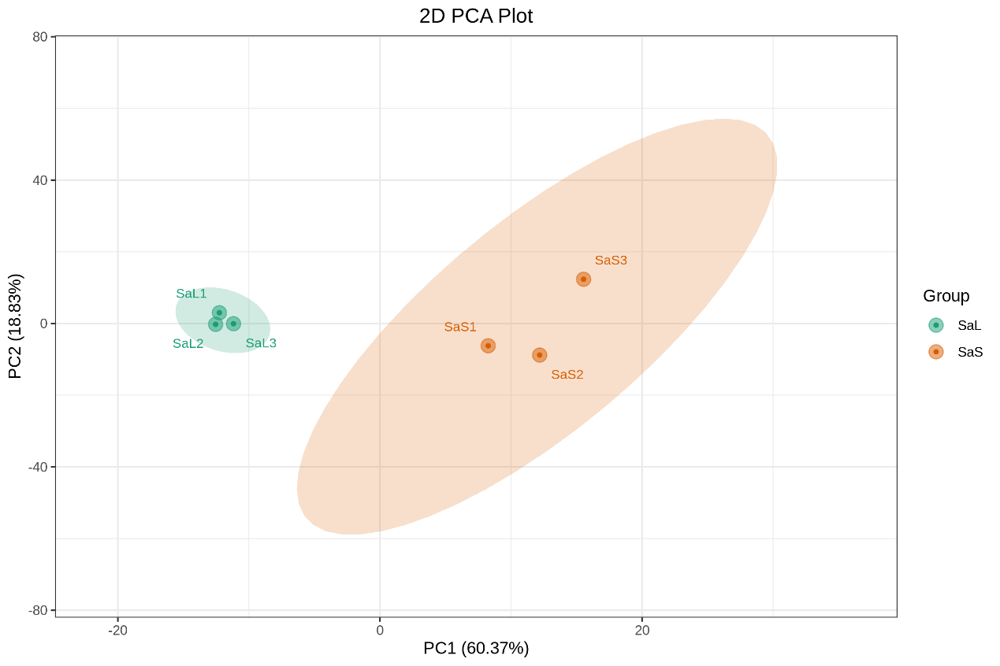 2D PCA Plot
80
40
0
-40
-80
PC2 (18.83%)
SaL1
SaL2
SaL3
SaS3
SaS1
SaS2
-20
0
20
PC1 (60.37%)
Group
SaL
SaS